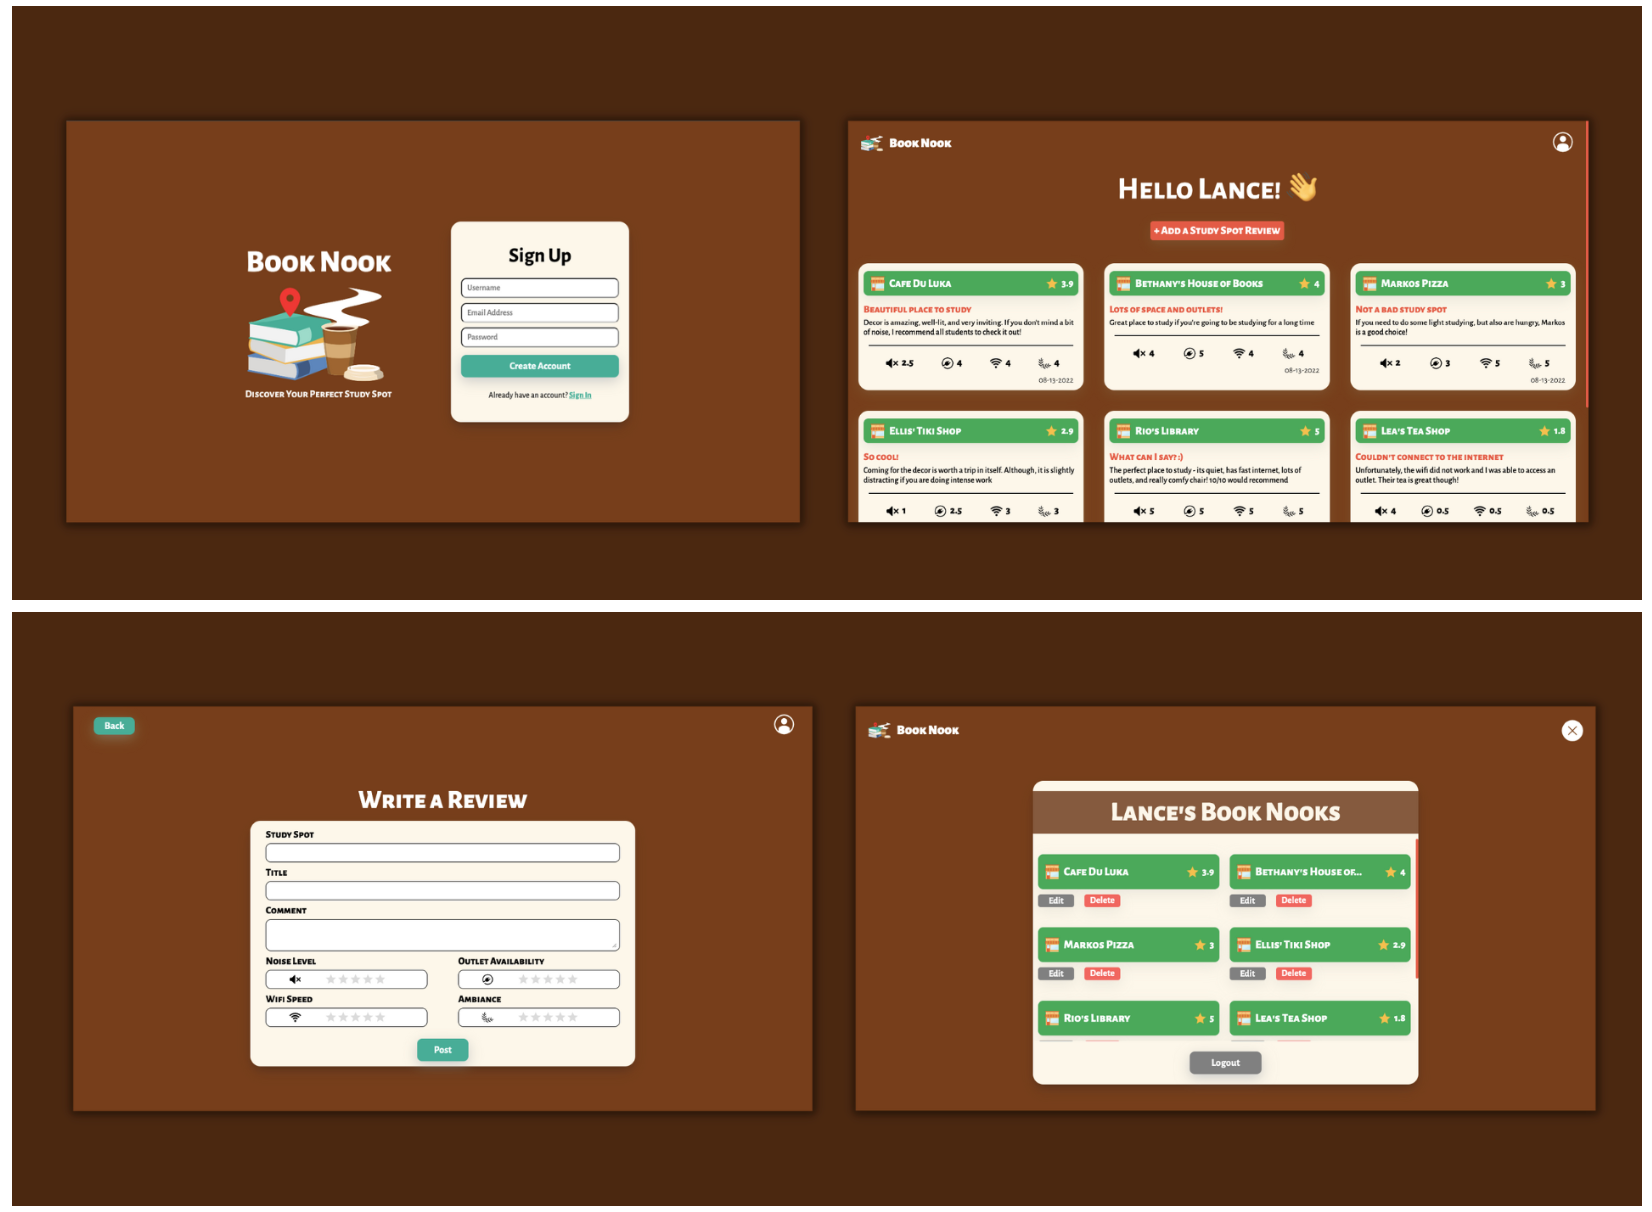 Book Nook
Discover Your Perfect Study Spot
Sign Up
Username
Email Address
Password
Create Account
Already have an account? Sign In
Book Nook
Hello Lance! 👋
+ Add a Study Spot Review
Cafe Du Luka 3.9
Beautiful place to study
Decor is amazing, well-lit, and very inviting. If you don't mind a bit
of noise, I recommend all students to check it out!
2.5 4 4 4
08-13-2022
Bethany's House of Books 4
Lots of space and outlets!
Great place to study if you're going to be studying for a long time
4 5 4 4
08-13-2022
Markos Pizza 3
Not a bad study spot
If you need to do some light studying, but also are hungry, Markos
is a good choice!
2 3 5 5
08-13-2022
Ellis' Tiki Shop 2.9
So cool!
Coming for the decor is worth a trip in itself. Although, it is slightly
distracting if you are doing intense work
1 2.5 3 3
Rio's Library 5
What can I say? :)
The perfect place to study - its quiet, has fast internet, lots of
outlets, and really comfy chair! 10/10 would recommend
5 5 5 5
Lea's Tea Shop 1.8
Couldn't connect to the internet
Unfortunately, the wifi did not work and I was able to access an
outlet. Their tea is great though!
4 0.5 0.5 0.5
Back
Write a Review
Study Spot
Title
Comment
Noise Level Outlet Availability
Wifi Speed Ambiance
Post
Book Nook
Lance's Book Nooks
Cafe Du Luka 3.9
Edit Delete
Bethany's House of... 4
Edit Delete
Markos Pizza 3
Edit Delete
Ellis' Tiki Shop 2.9
Edit Delete
Rio's Library 5
Lea's Tea Shop 1.8
Logout